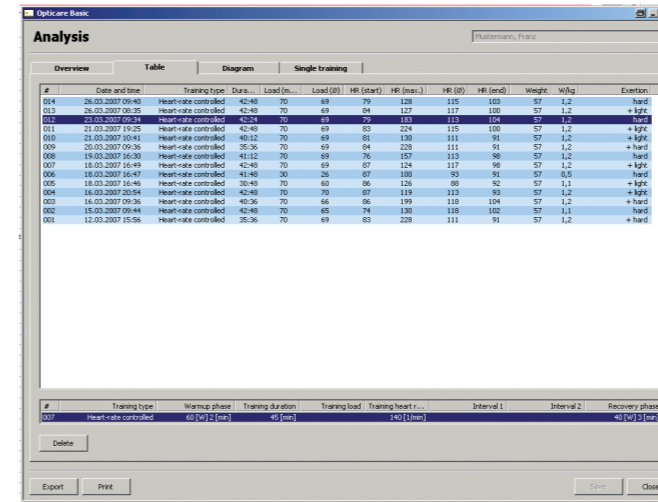 Opticare Basic
Analysis
Mustermann, Franz
Overview Table Diagram Single training
# Date and time Training type Dura... Load (m... Load (Ø) HR (start) HR (max.) HR (Ø) HR (end) Weight W/kg Exertion
014 26.03.2007 09:40 Heart-rate controlled 42:48 70 69 79 128 115 103 57 1,2 hard
013 26.03.2007 08:35 Heart-rate controlled 42:48 70 69 84 127 117 100 57 1,2 + light
012 23.03.2007 09:34 Heart-rate controlled 42:24 70 69 79 183 113 104 57 1,2 hard
011 21.03.2007 19:25 Heart-rate controlled 42:48 70 69 83 224 115 100 57 1,2 + light
010 21.03.2007 10:41 Heart-rate controlled 40:12 70 69 81 130 111 91 57 1,2 + light
009 20.03.2007 09:36 Heart-rate controlled 35:36 70 69 84 228 111 91 57 1,2 + hard
008 19.03.2007 16:30 Heart-rate controlled 41:12 70 69 76 157 113 98 57 1,2 hard
007 18.03.2007 16:49 Heart-rate controlled 42:48 70 69 87 124 117 98 57 1,2 + light
006 18.03.2007 16:47 Heart-rate controlled 41:48 30 26 87 100 93 91 57 0,5 hard
005 18.03.2007 16:46 Heart-rate controlled 30:48 70 60 86 126 88 92 57 1,1 + light
004 16.03.2007 20:54 Heart-rate controlled 42:48 70 70 87 119 113 93 57 1,2 + light
003 16.03.2007 09:36 Heart-rate controlled 40:36 70 66 86 199 118 104 57 1,2 + hard
002 15.03.2007 09:44 Heart-rate controlled 42:48 70 65 74 130 118 102 57 1,1 hard
001 12.03.2007 15:56 Heart-rate controlled 35:36 70 69 83 228 111 91 57 1,2 + hard
# Training type Warmup phase Training duration Training load Training heart r... Interval 1 Interval 2 Recovery phase
007 Heart-rate controlled 60 [W] 2 [min] 45 [min] 140 [1/min] 40 [W] 3 [min]
Delete
Export Print Save Close